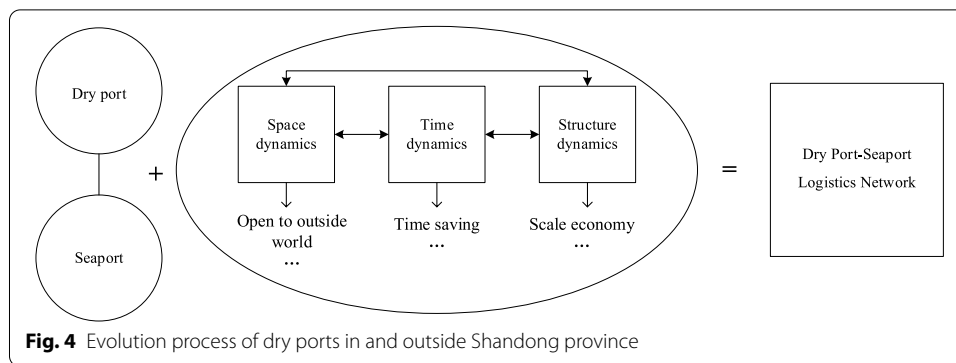 Dry port
Seaport
+
Space
dynamics
Time
dynamics
Structure
dynamics
Open to outside
world
...
Time saving
...
Scale economy
...
=
Dry Port-Seaport
Logistics Network
Fig. 4 Evolution process of dry ports in and outside Shandong province